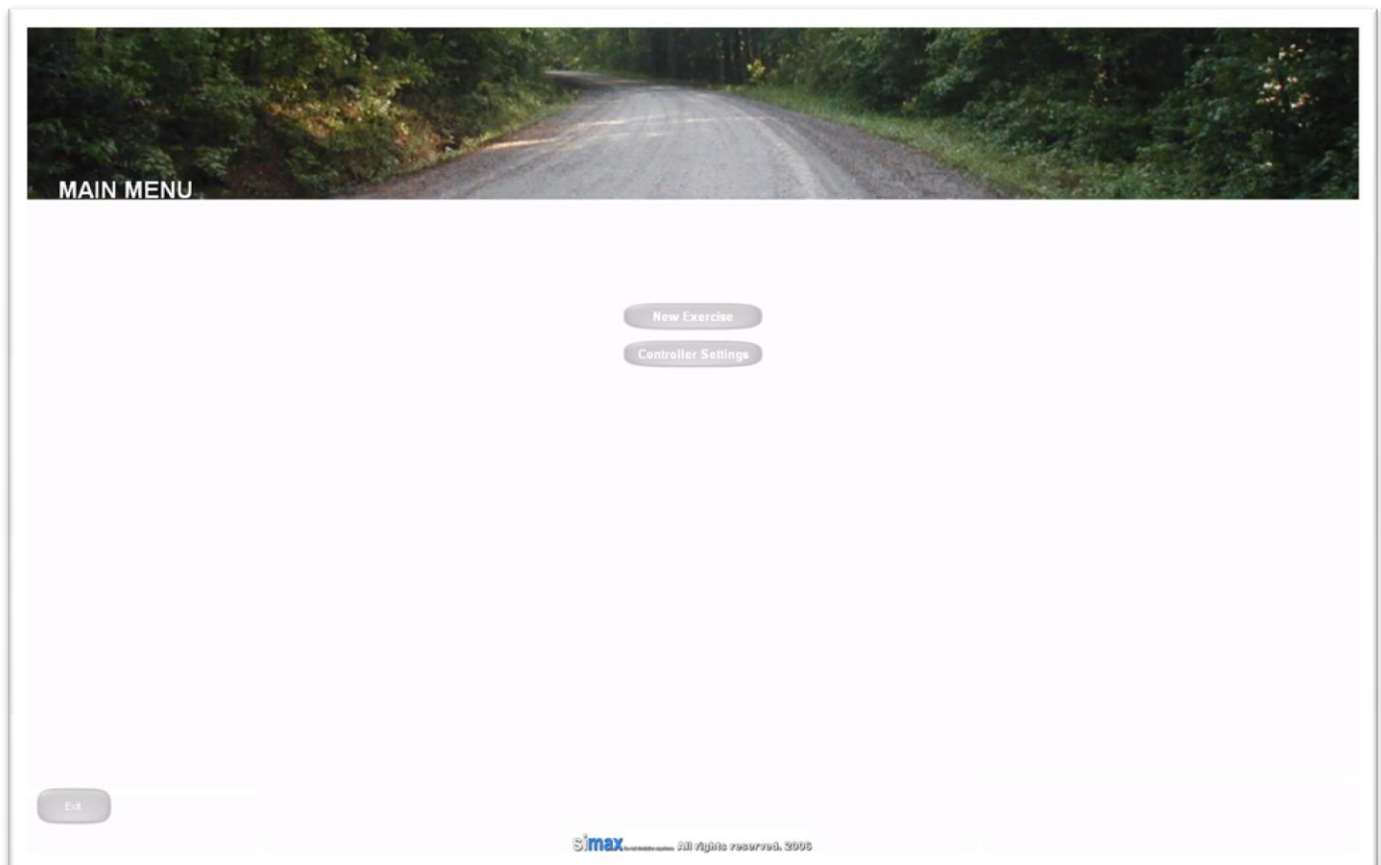 MAIN MENU
New Exercise
Controller Settings
Exit
simax All rights reserved. 2006